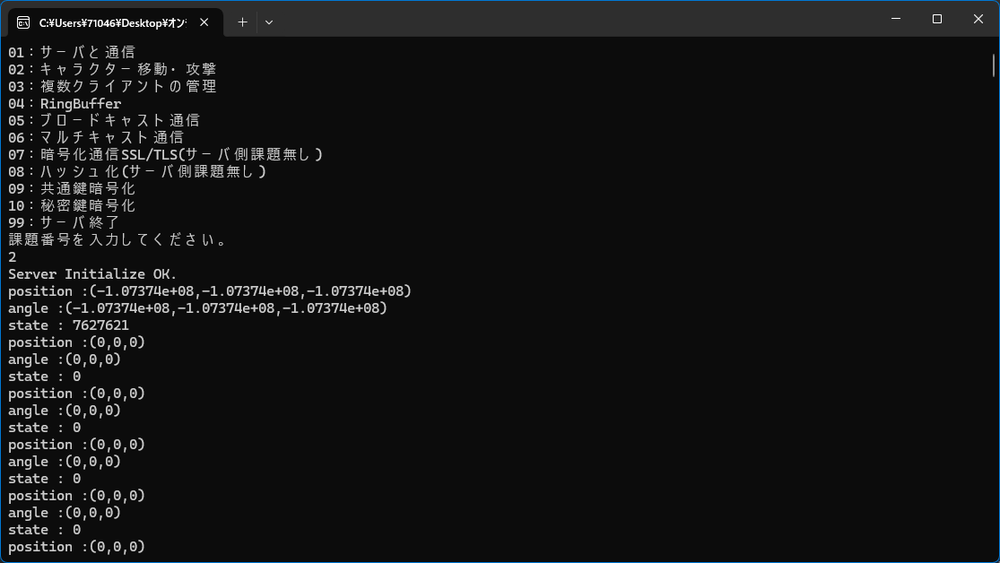 C:¥Users¥71046¥Desktop¥オン
01：サーバと通信
02：キャラクター移動・攻撃
03：複数クライアントの管理
04：RingBuffer
05：ブロードキャスト通信
06：マルチキャスト通信
07：暗号化通信SSL/TLS(サーバ側課題無し)
08：ハッシュ化(サーバ側課題無し)
09：共通鍵暗号化
10：秘密鍵暗号化
99：サーバ終了
課題番号を入力してください。
2
Server Initialize OK.
position :(-1.07374e+08,-1.07374e+08,-1.07374e+08)
angle :(-1.07374e+08,-1.07374e+08,-1.07374e+08)
state : 7627621
position :(0,0,0)
angle :(0,0,0)
state : 0
position :(0,0,0)
angle :(0,0,0)
state : 0
position :(0,0,0)
angle :(0,0,0)
state : 0
position :(0,0,0)
angle :(0,0,0)
state : 0
position :(0,0,0)